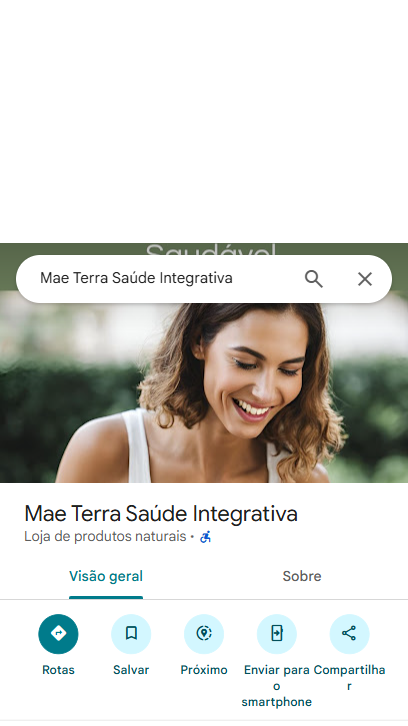 Saudável
Mae Terra Saúde Integrativa
Mae Terra Saúde Integrativa
Loja de produtos naturais •
Visão geral
Sobre
Rotas
Salvar
Próximo
Enviar para
o
smartphone
Compartilha
r